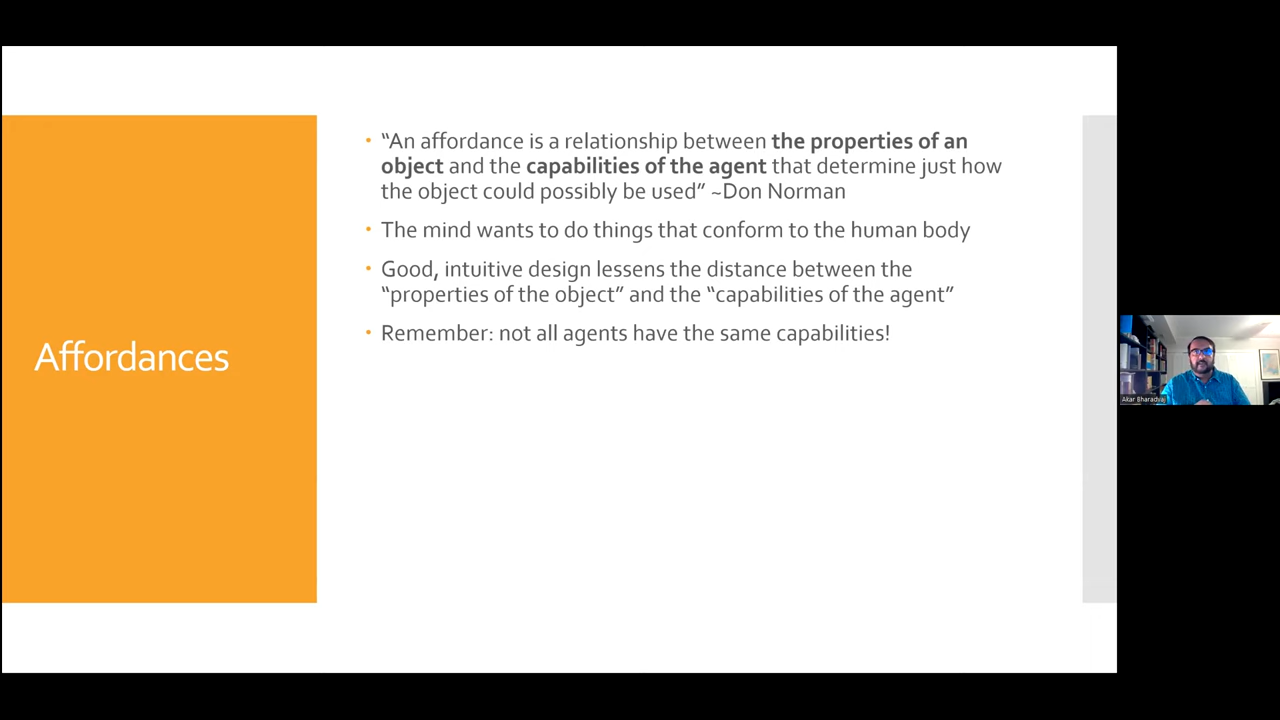 Affordances
• “An affordance is a relationship between the properties of an
object and the capabilities of the agent that determine just how
the object could possibly be used” ~Don Norman
• The mind wants to do things that conform to the human body
• Good, intuitive design lessens the distance between the
“properties of the object” and the “capabilities of the agent”
• Remember: not all agents have the same capabilities!
Akar Bharadvaj